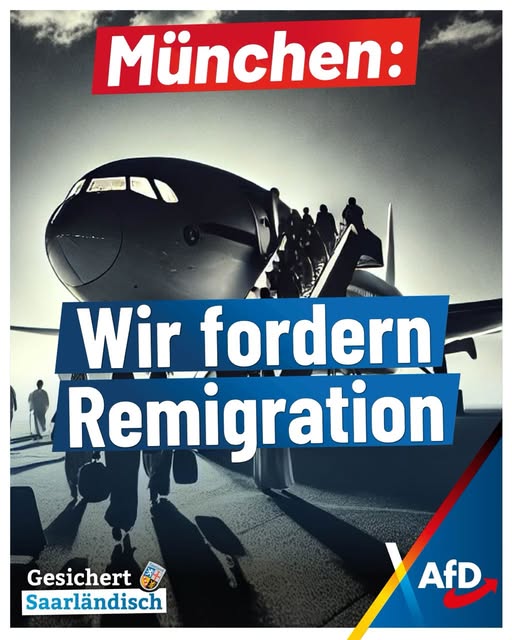 München:
Wir fordern
Remigration
Gesichert
Saarländisch
AfD